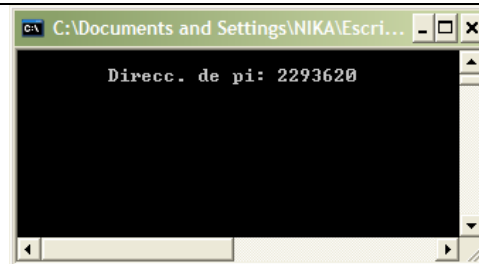 C:\Documents and Settings\NIKA\Escri...
Direcc. de pi: 2293620